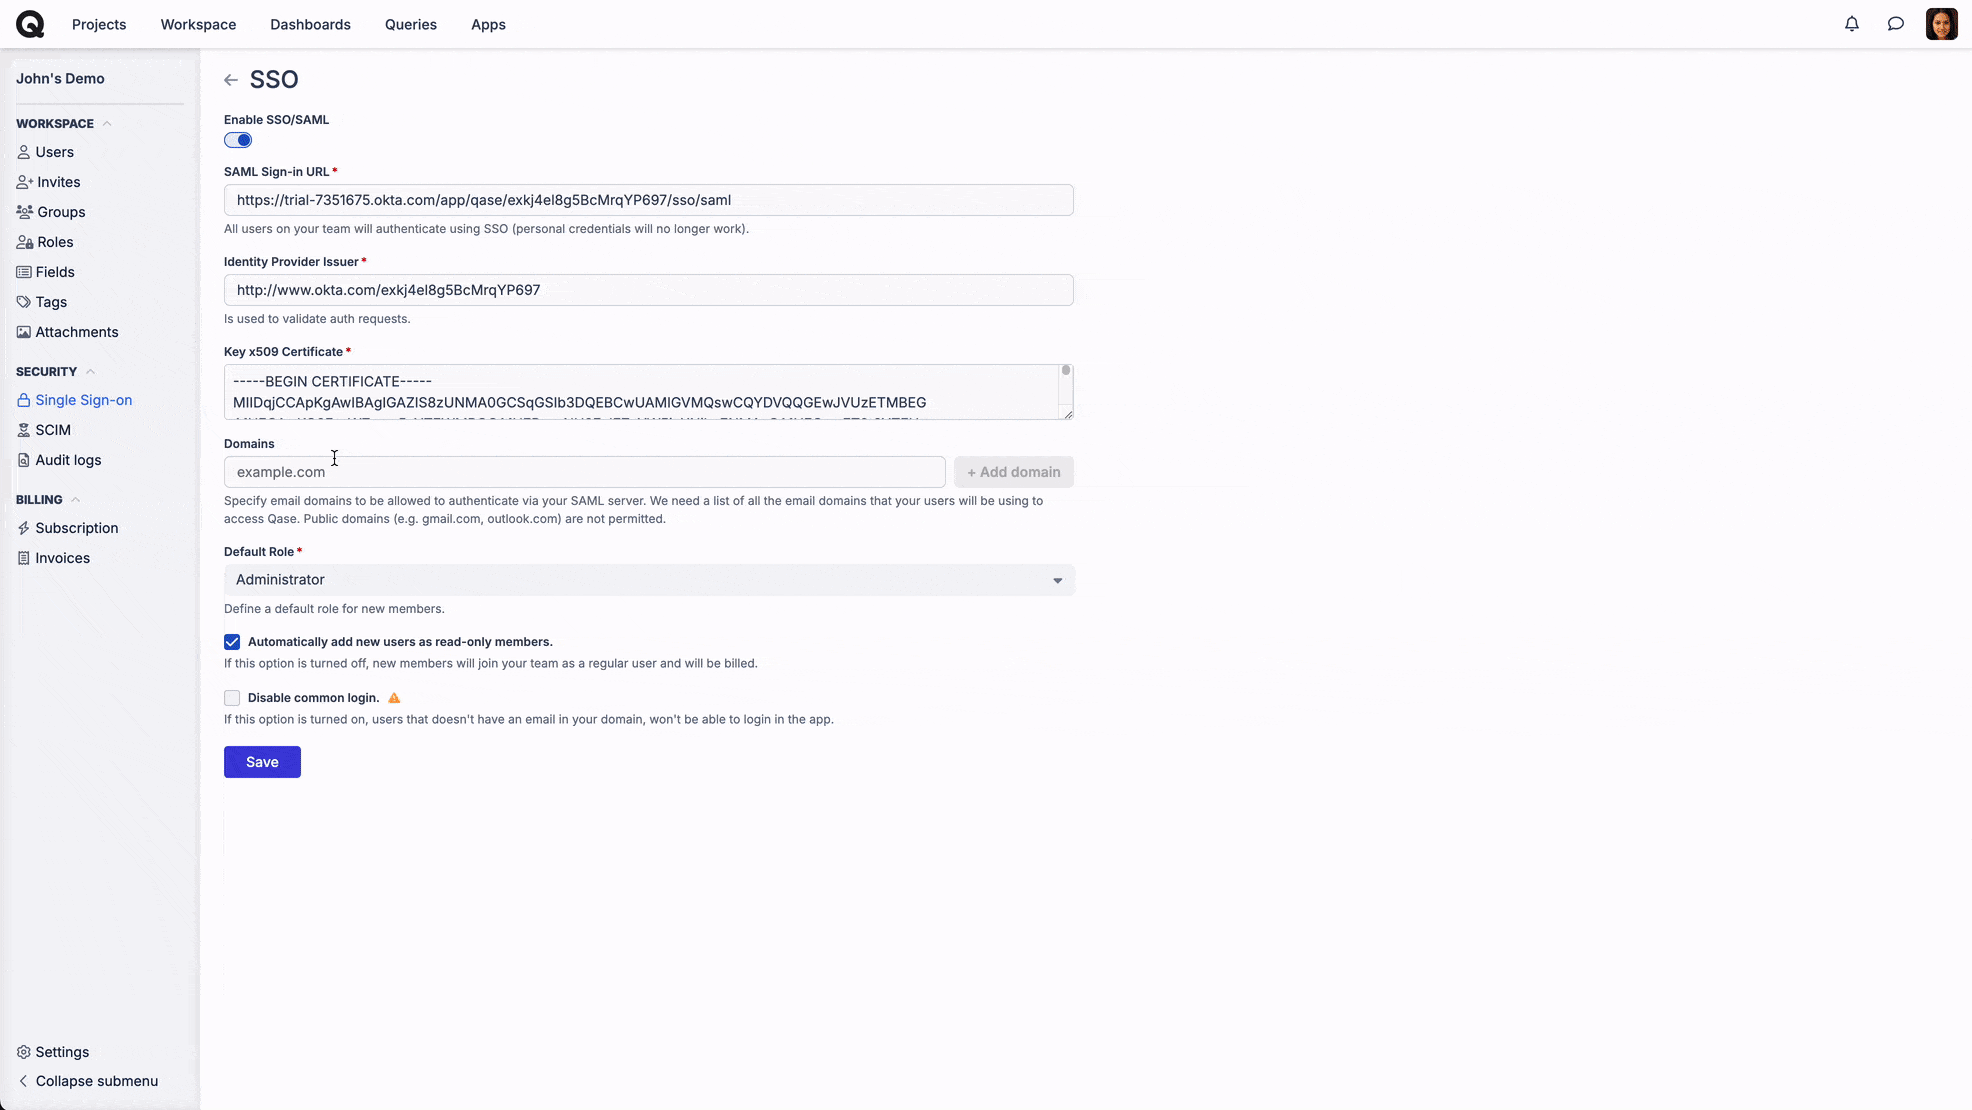 Projects Workspace Dashboards Queries Apps
John's Demo
WORKSPACE
Users
Invites
Groups
Roles
Fields
Tags
Attachments
SECURITY
Single Sign-on
SCIM
Audit logs
BILLING
Subscription
Invoices
Settings
Collapse submenu
SSO
Enable SSO/SAML
SAML Sign-in URL *
https://trial-7351675.okta.com/app/qase/exkj4el8g5BcMrqYP697/sso/saml
All users on your team will authenticate using SSO (personal credentials will no longer work).
Identity Provider Issuer *
http://www.okta.com/exkj4el8g5BcMrqYP697
Is used to validate auth requests.
Key x509 Certificate *
-----BEGIN CERTIFICATE-----
MIIDqjCCApKgAwIBAgIGAZIS8zUNMA0GCSqGSIb3DQEBCwUAMIGVMQswCQYDVQQGEwJVUzETMBEG
Domains
example.com
+ Add domain
Specify email domains to be allowed to authenticate via your SAML server. We need a list of all the email domains that your users will be using to
access Qase. Public domains (e.g. gmail.com, outlook.com) are not permitted.
Default Role *
Administrator
Define a default role for new members.
Automatically add new users as read-only members.
If this option is turned off, new members will join your team as a regular user and will be billed.
Disable common login.
If this option is turned on, users that doesn't have an email in your domain, won't be able to login in the app.
Save